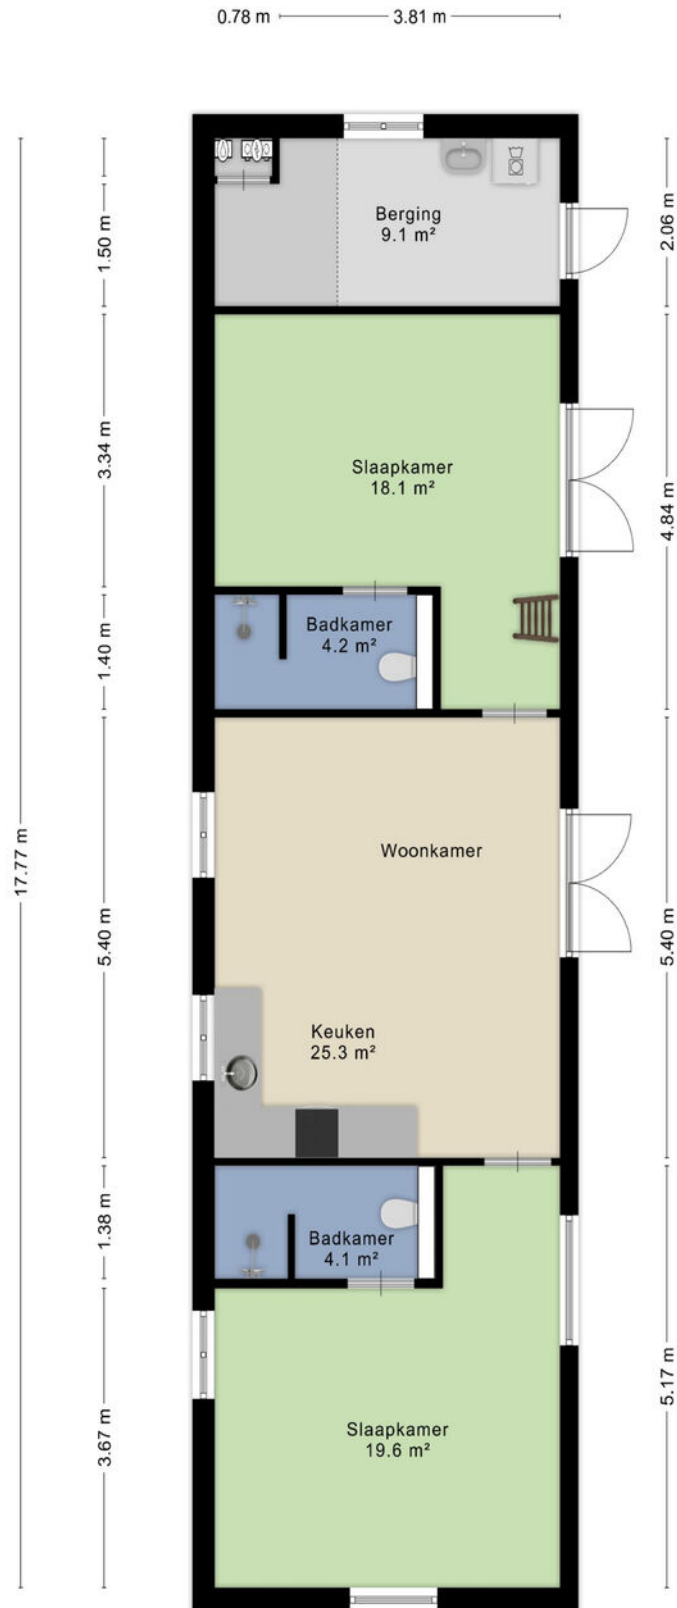 0.78 m
3.81 m
Berging
9.1 m²
1.50 m
2.06 m
Slaapkamer
18.1 m²
3.34 m
4.84 m
Badkamer
4.2 m²
1.40 m
Woonkamer
17.77 m
5.40 m
5.40 m
Keuken
25.3 m²
Badkamer
4.1 m²
1.38 m
5.17 m
Slaapkamer
19.6 m²
3.67 m